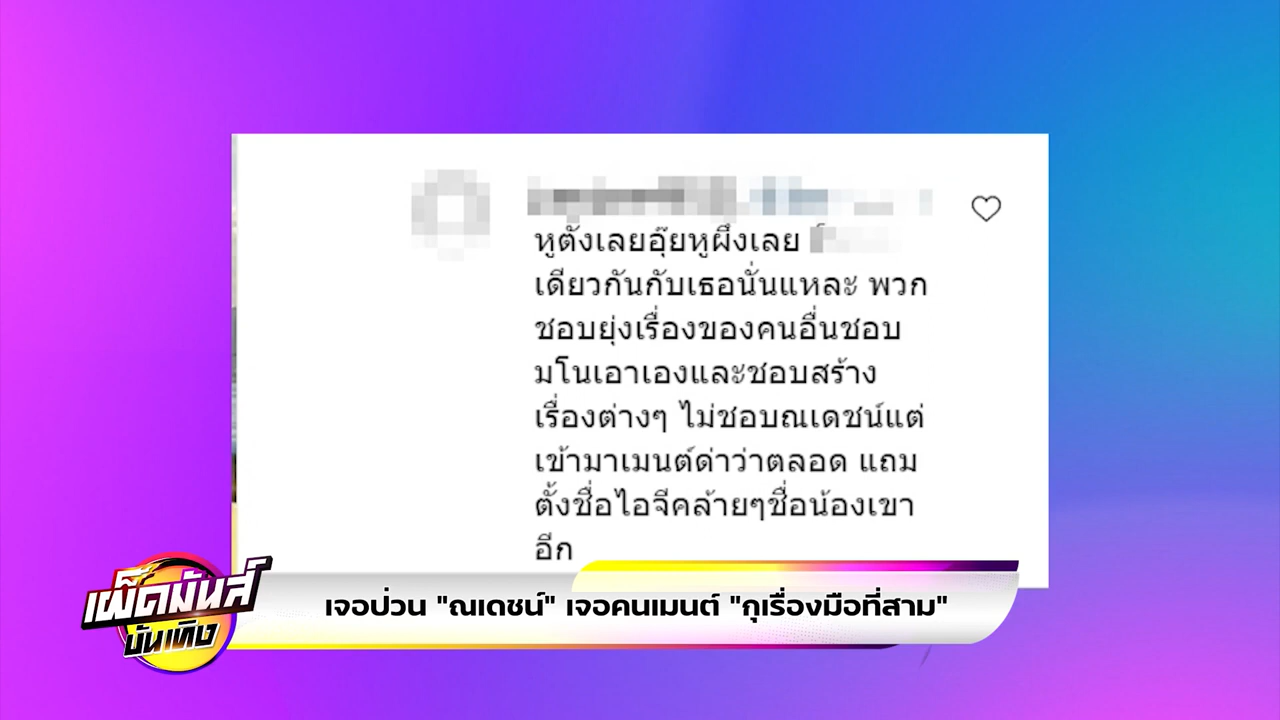 หูตั้งเลยอุ๊ยหูผึ่งเลย
เดียวกันกับเธอนั่นแหละ พวก
ชอบยุ่งเรื่องของคนอื่นชอบ
มโนเอาเองและชอบสร้าง
เรื่องต่างๆ ไม่ชอบณเดชน์แต่
เข้ามาเมนต์ด่าว่าตลอด แถม
ตั้งชื่อไอจีคล้ายๆชื่อน้องเขา
อีก
เผ็ดมันส์
บันเทิง
เจอป่วน "ณเดชน์" เจอคนเมนต์ "กุเรื่องมือที่สาม"